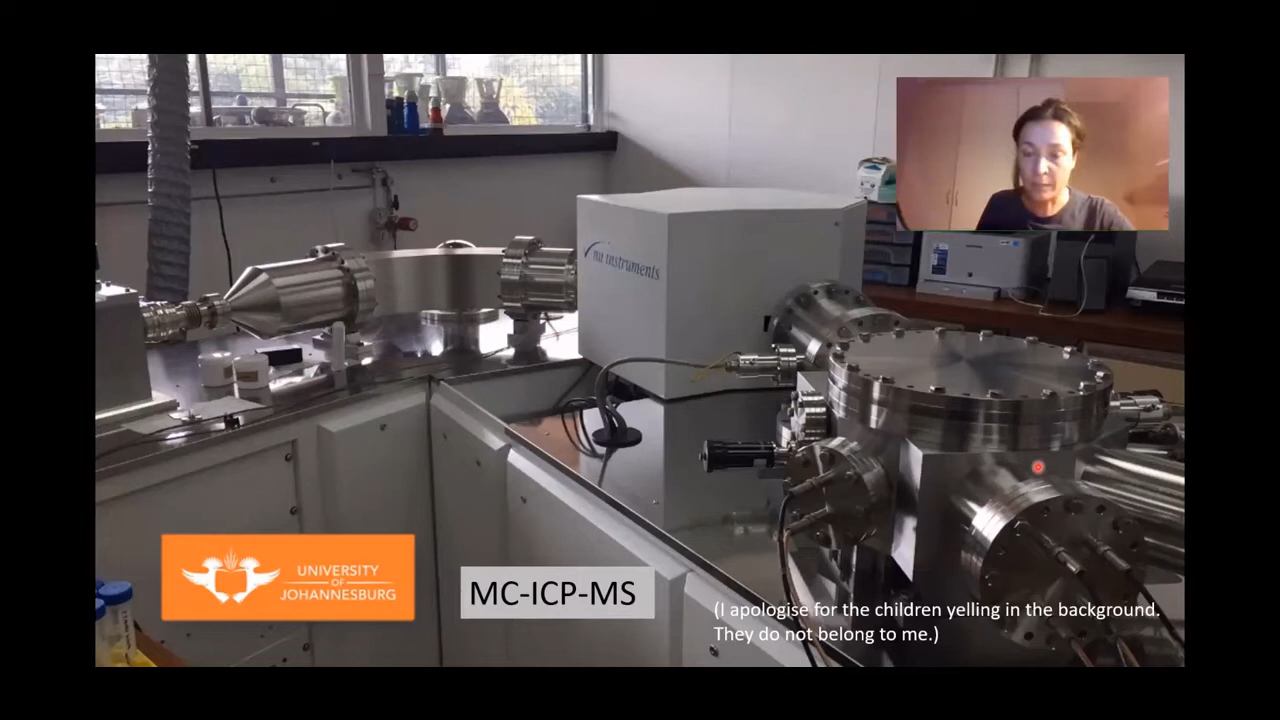 nu instruments
UNIVERSITY
OF
JOHANNESBURG
MC-ICP-MS
(I apologise for the children yelling in the background.
They do not belong to me.)